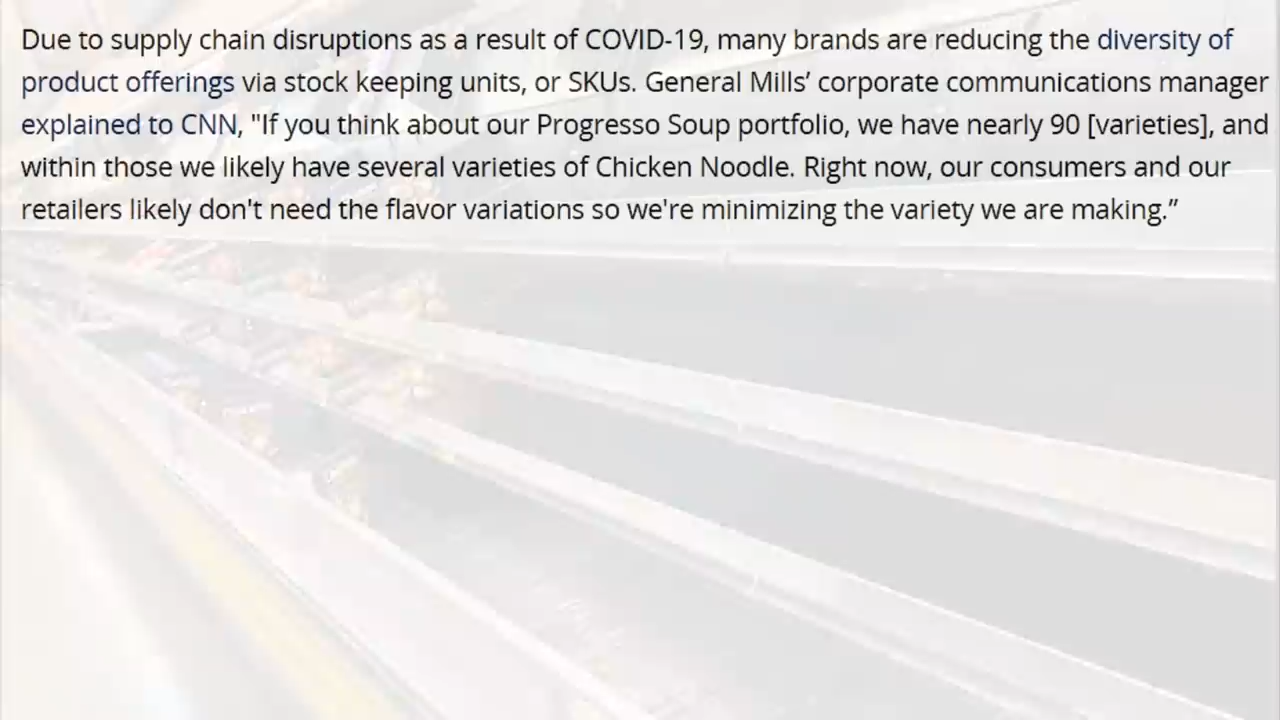 Due to supply chain disruptions as a result of COVID-19, many brands are reducing the diversity of
product offerings via stock keeping units, or SKUs. General Mills’ corporate communications manager
explained to CNN, "If you think about our Progresso Soup portfolio, we have nearly 90 [varieties], and
within those we likely have several varieties of Chicken Noodle. Right now, our consumers and our
retailers likely don't need the flavor variations so we're minimizing the variety we are making.”